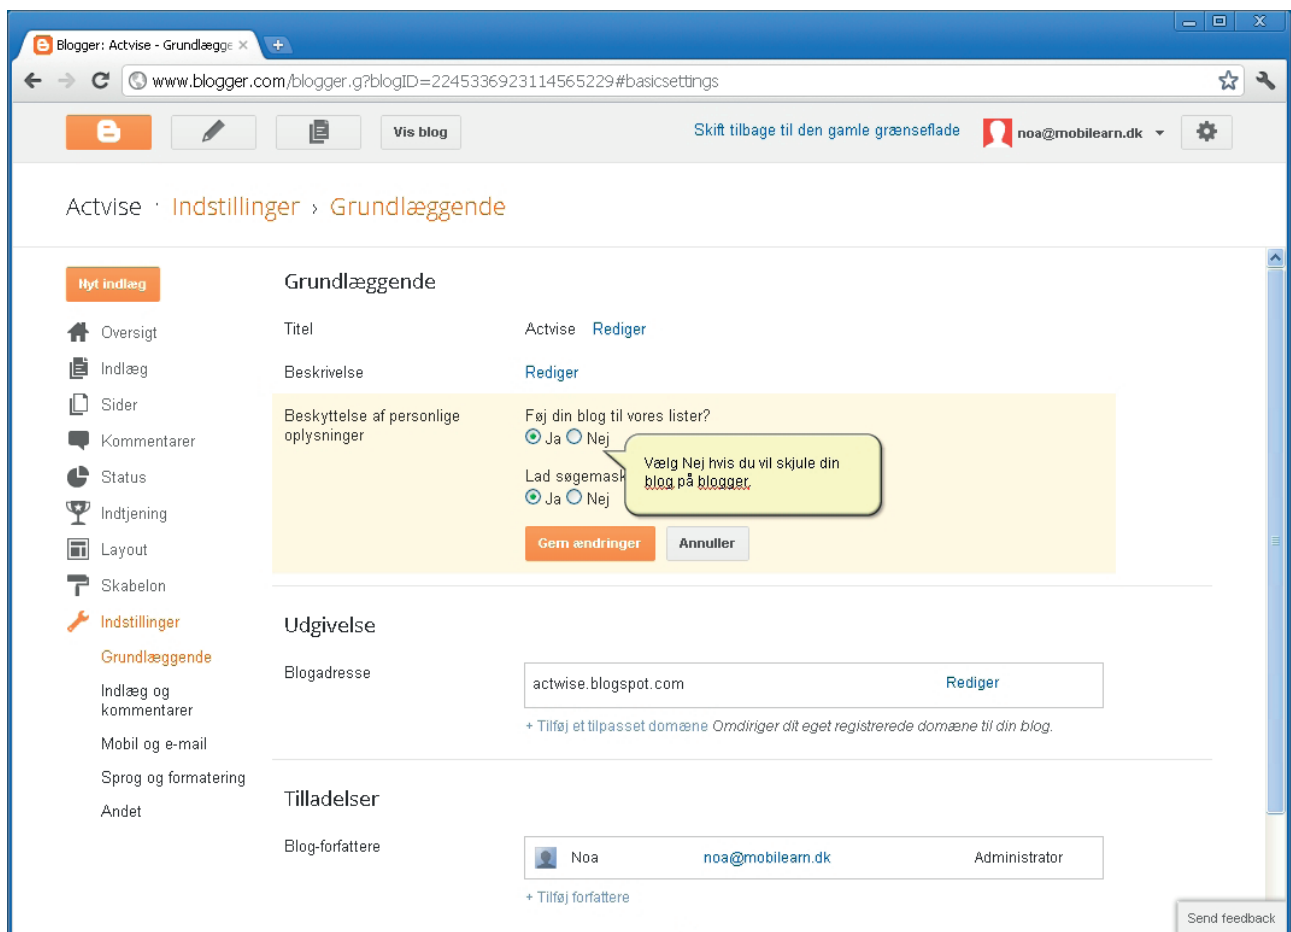 Blogger: Actvise - Grundlægge
www.blogger.com/blogger.g?blogID=2245336923114565229#basicsettings
Vis blog
Skift tilbage til den gamle grænseflade
noa@mobilearn.dk
Actvise · Indstillinger › Grundlæggende
Nyt indlæg
Oversigt
Indlæg
Sider
Kommentarer
Status
Indtjening
Layout
Skabelon
Indstillinger
Grundlæggende
Indlæg og
kommentarer
Mobil og e-mail
Sprog og formatering
Andet
Grundlæggende
Titel
Actvise Rediger
Beskrivelse
Rediger
Beskyttelse af personlige
oplysninger
Føj din blog til vores lister?
Ja Nej
Vælg Nej hvis du vil skjule din
blog på blogger.
Lad søgemask
Ja Nej
Gem ændringer Annuller
Udgivelse
Blogadresse
actwise.blogspot.com Rediger
+ Tilføj et tilpasset domæne Omdiriger dit eget registrerede domæne til din blog.
Tilladelser
Blog-forfattere
Noa noa@mobilearn.dk Administrator
+ Tilføj forfattere
Send feedback